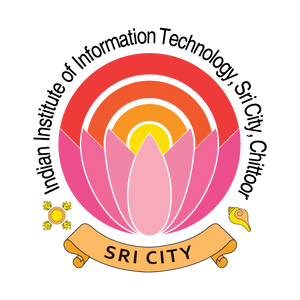 Indian Institute of Information Technology, Sri City, Chittoor
SRI CITY